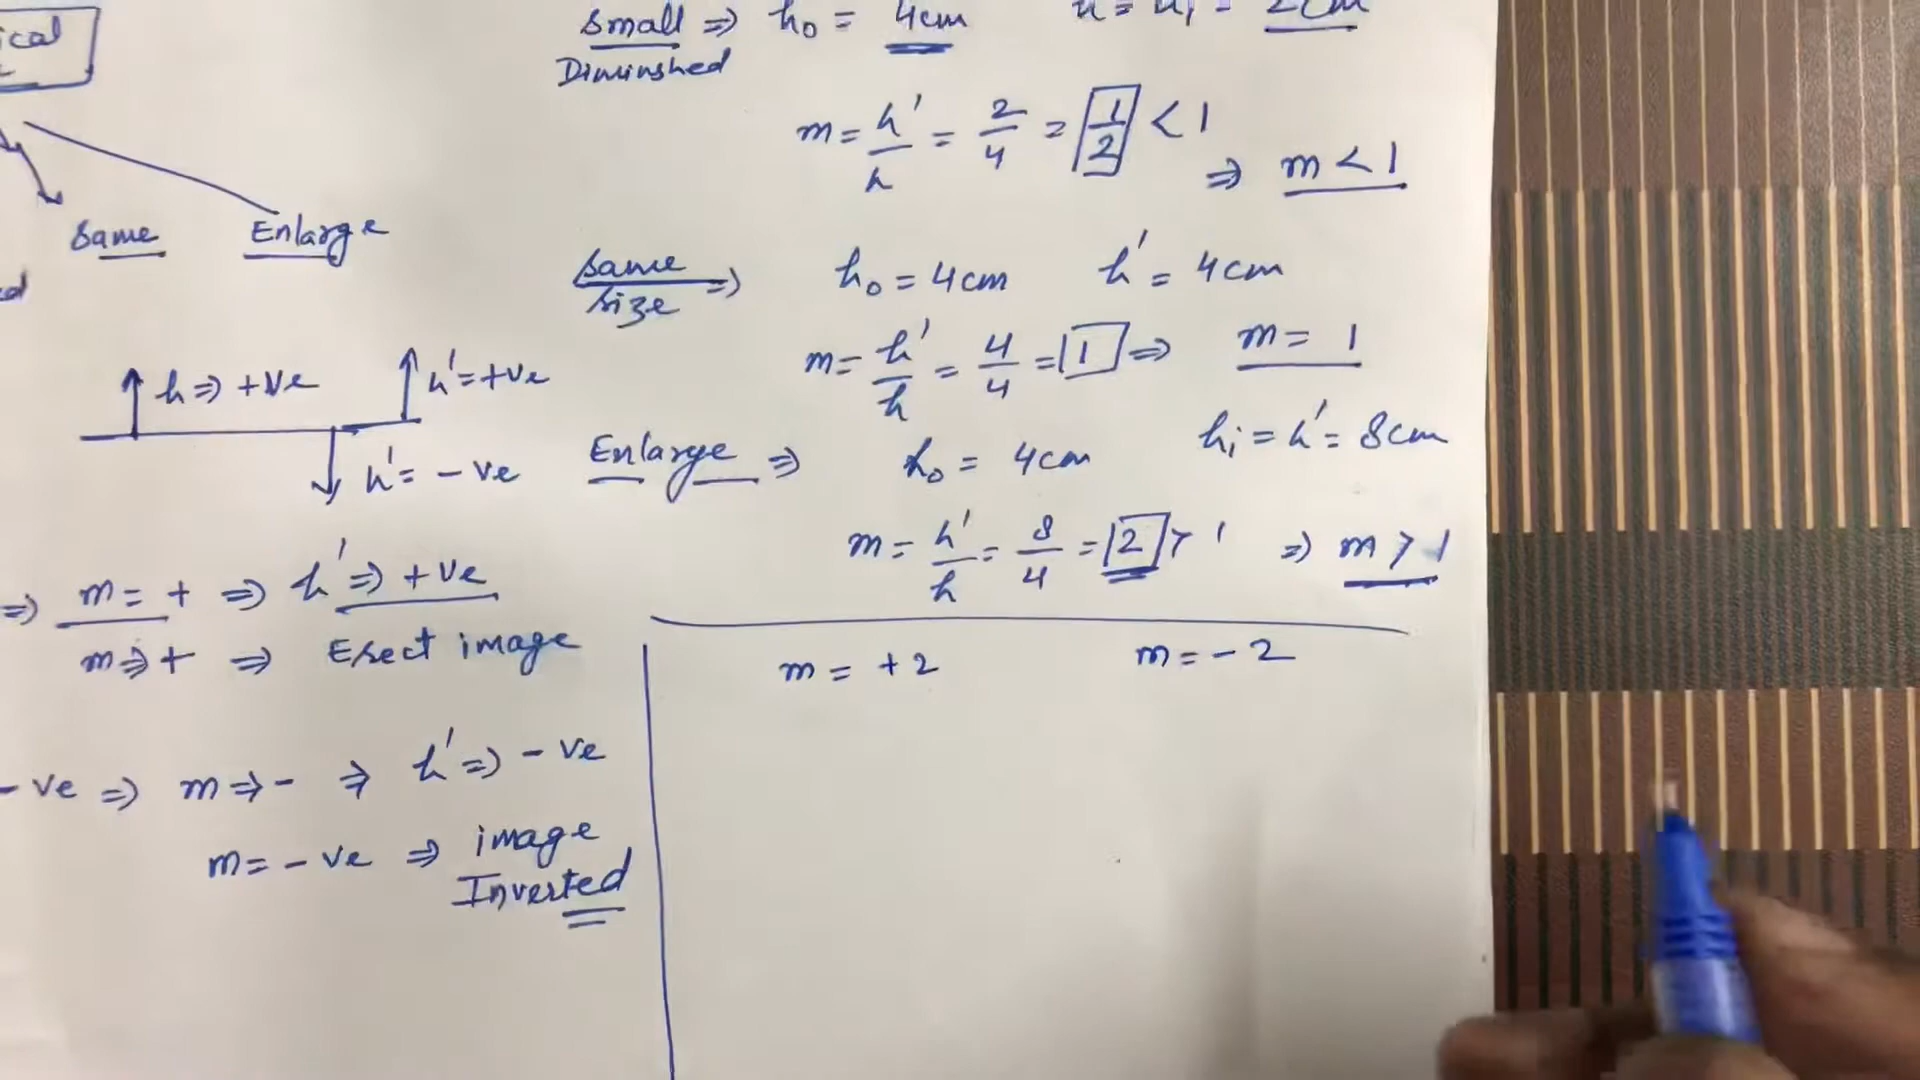 ical
Same Enlarge
h ⇒ +ve h' = +ve
h' = - ve
⇒ m = + ⇒ h' ⇒ +ve
m ⇒ + ⇒ Erect image
- ve ⇒ m ⇒ - ⇒ h' ⇒ - ve
m = - ve ⇒ image
Inverted
Small ⇒ h₀ = 4cm
Diminshed
m = h'/h = 2/4 = 1/2 < 1
⇒ m < 1
Same size ⇒ h₀ = 4cm h' = 4cm
m = h'/h = 4/4 = 1 ⇒ m = 1
Enlarge ⇒ h₀ = 4cm hᵢ = h' = 8cm
m = h'/h = 8/4 = 2 > 1 ⇒ m > 1
m = +2 m = - 2